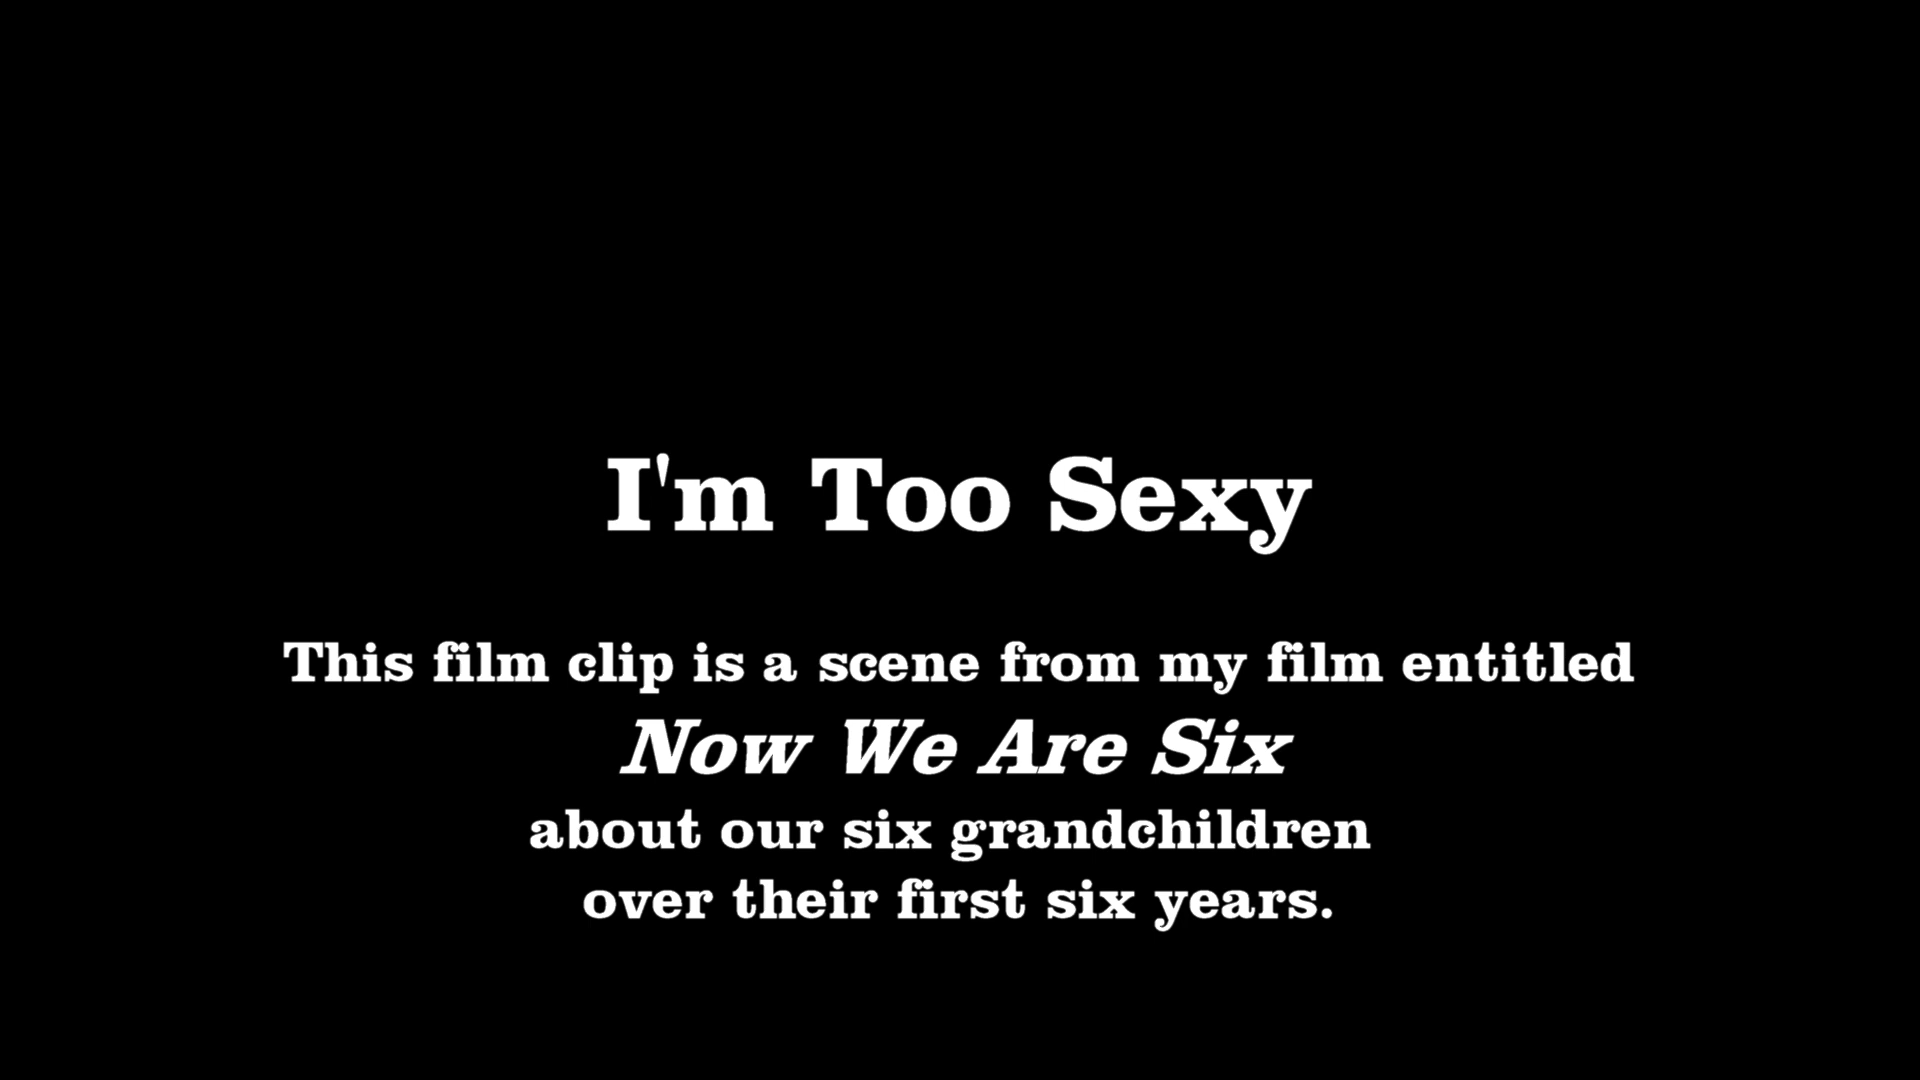 I'm Too Sexy
This film clip is a scene from my film entitled
Now We Are Six
about our six grandchildren
over their first six years.